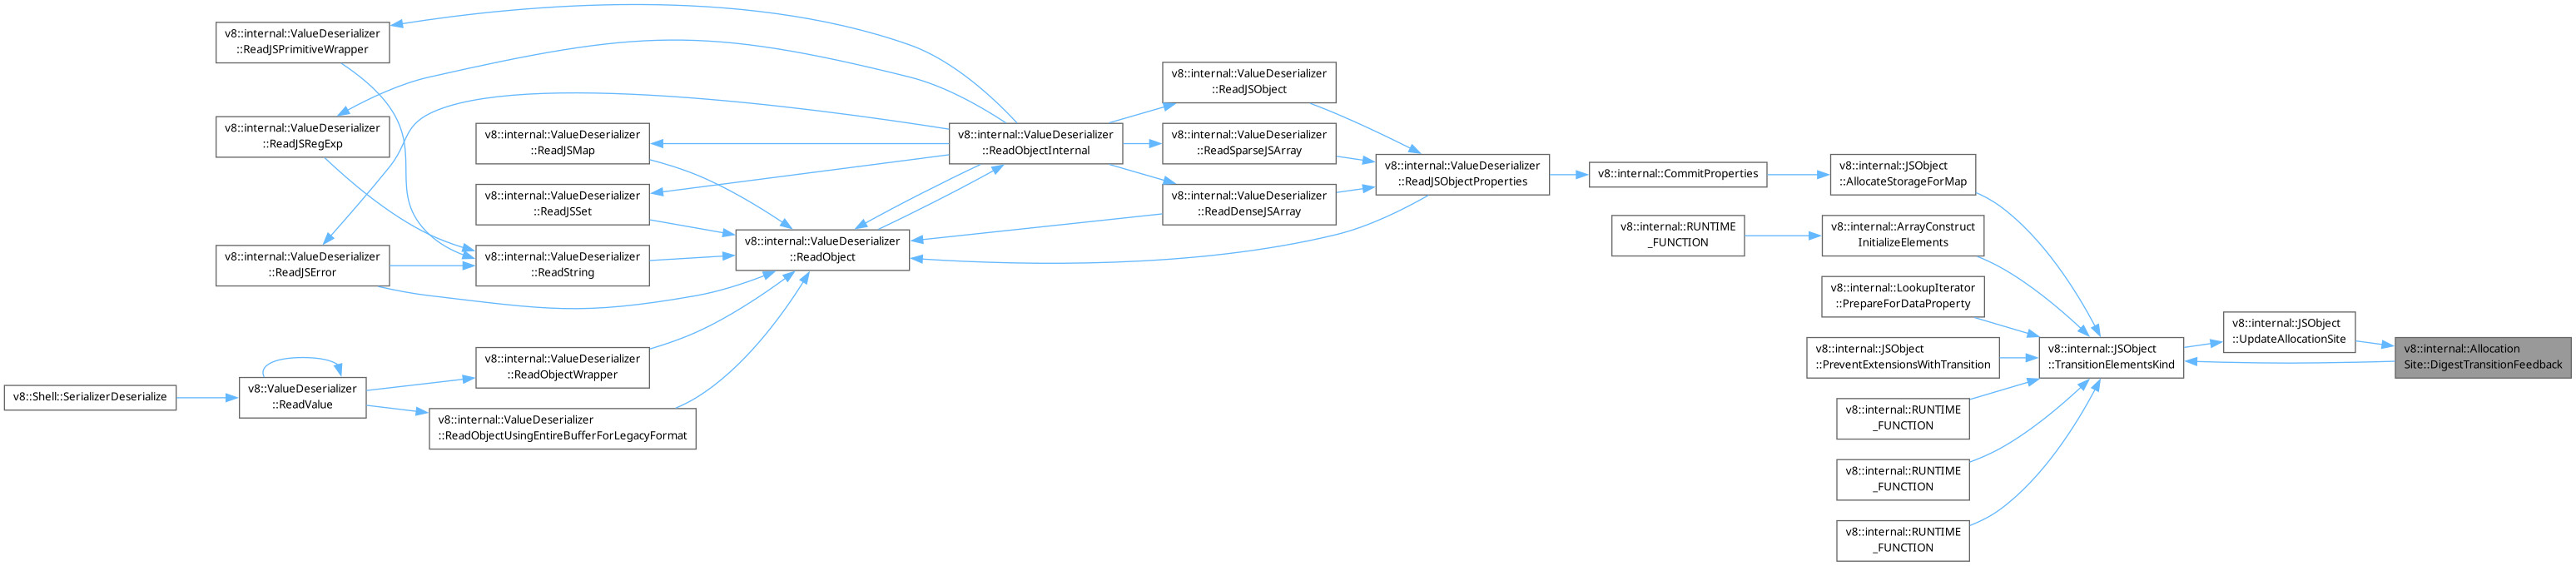 v8::internal::ValueDeserializer
::ReadJSPrimitiveWrapper
v8::internal::ValueDeserializer
::ReadJSRegExp
v8::internal::ValueDeserializer
::ReadJSError
v8::Shell::SerializerDeserialize
v8::ValueDeserializer
::ReadValue
v8::internal::ValueDeserializer
::ReadJSMap
v8::internal::ValueDeserializer
::ReadJSSet
v8::internal::ValueDeserializer
::ReadString
v8::internal::ValueDeserializer
::ReadObjectWrapper
v8::internal::ValueDeserializer
::ReadObjectUsingEntireBufferForLegacyFormat
v8::internal::ValueDeserializer
::ReadObject
v8::internal::ValueDeserializer
::ReadObjectInternal
v8::internal::ValueDeserializer
::ReadJSObject
v8::internal::ValueDeserializer
::ReadSparseJSArray
v8::internal::ValueDeserializer
::ReadDenseJSArray
v8::internal::ValueDeserializer
::ReadJSObjectProperties
v8::internal::CommitProperties
v8::internal::RUNTIME
_FUNCTION
v8::internal::JSObject
::AllocateStorageForMap
v8::internal::ArrayConstruct
InitializeElements
v8::internal::LookupIterator
::PrepareForDataProperty
v8::internal::JSObject
::PreventExtensionsWithTransition
v8::internal::RUNTIME
_FUNCTION
v8::internal::RUNTIME
_FUNCTION
v8::internal::RUNTIME
_FUNCTION
v8::internal::JSObject
::TransitionElementsKind
v8::internal::JSObject
::UpdateAllocationSite
v8::internal::Allocation
Site::DigestTransitionFeedback